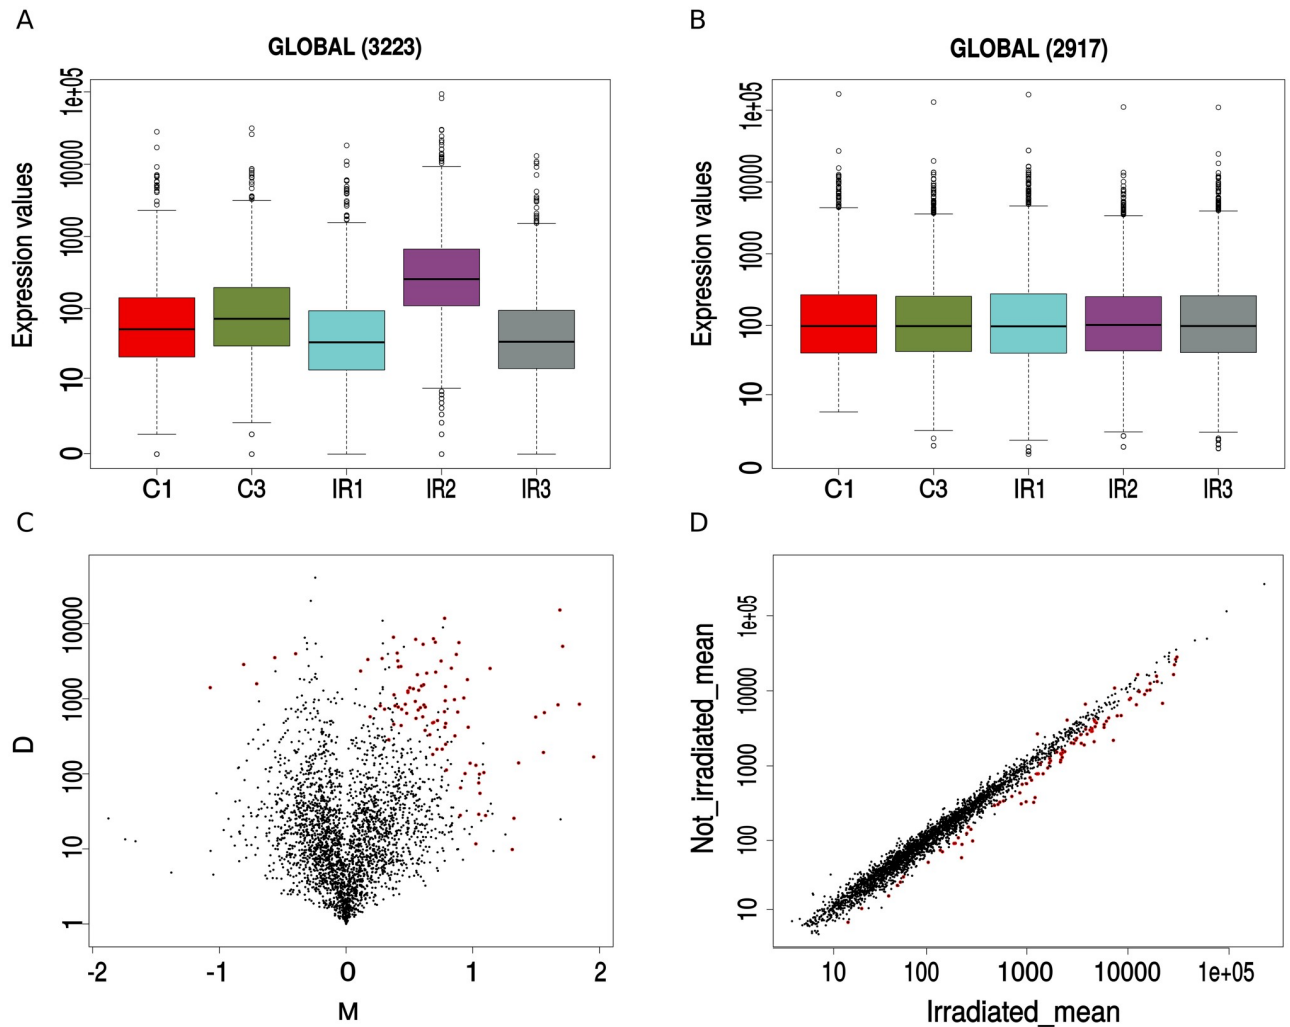 A
GLOBAL (3223)
Expression values
1e+05
10000
1000
100
10
0
C1 C3 IR1 IR2 IR3
B
GLOBAL (2917)
Expression values
1e+05
10000
1000
100
10
0
C1 C3 IR1 IR2 IR3
C
D
10000
1000
100
10
1
-2 -1 0 1 2
M
D
Not_irradiated_mean
1e+05
10000
1000
100
10
10 100 1000 10000 1e+05
Irradiated_mean